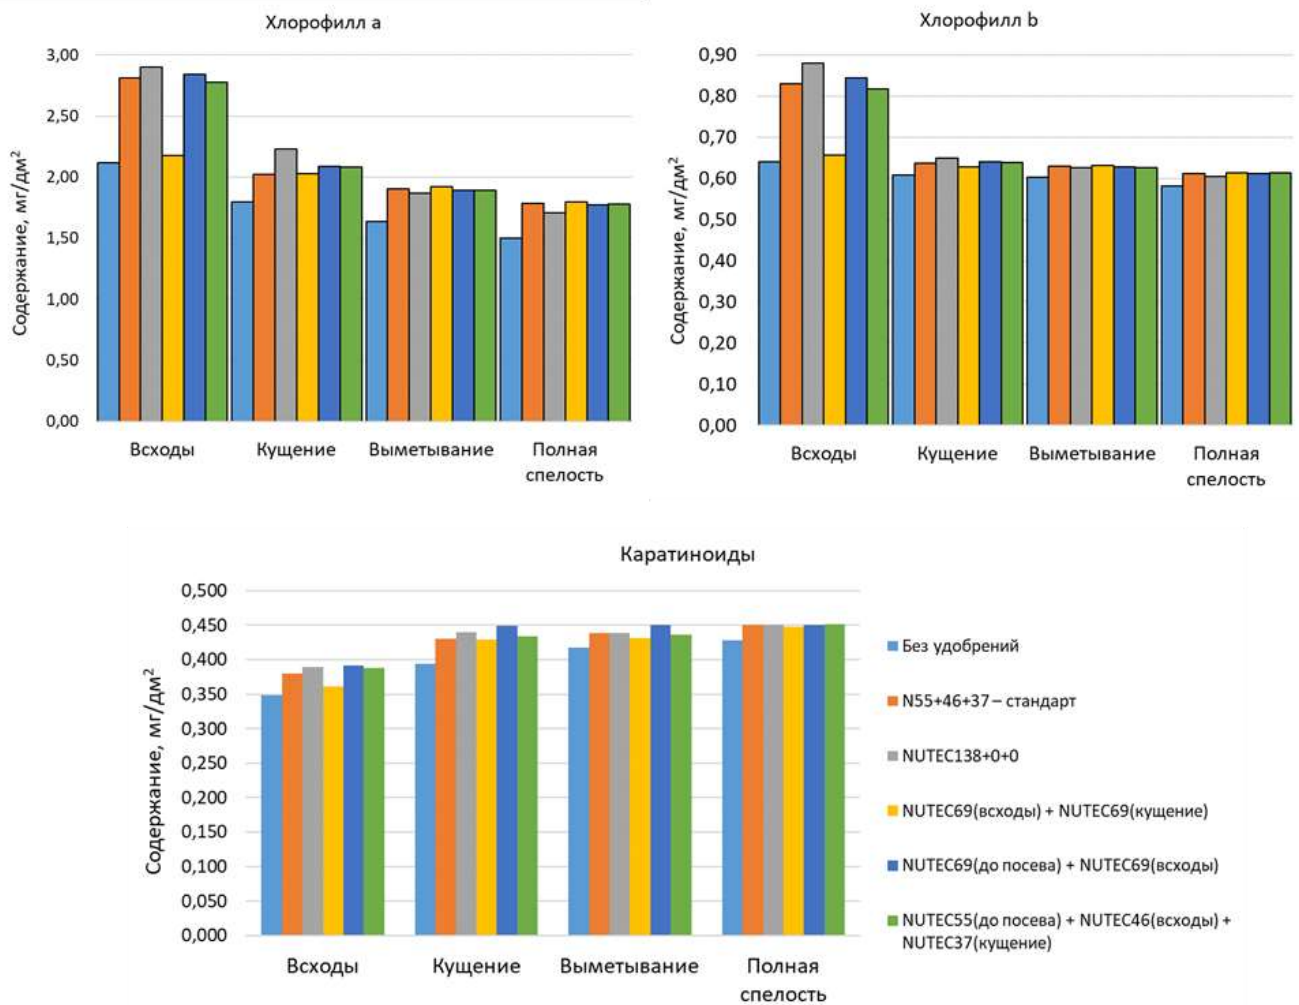 Хлорофилл а
3,00
2,50
2,00
1,50
1,00
0,50
0,00
Содержание, мг/дм²
Всходы
Кущение
Выметывание
Полная
спелость
Хлорофилл b
0,90
0,80
0,70
0,60
0,50
0,40
0,30
0,20
0,10
0,00
Содержание, мг/дм²
Всходы
Кущение
Выметывание
Полная
спелость
Каратиноиды
0,500
0,450
0,400
0,350
0,300
0,250
0,200
0,150
0,100
0,050
0,000
Содержание, мг/дм²
Всходы
Кущение
Выметывание
Полная
спелость
Без удобрений
N55+46+37 – стандарт
NUTEC138+0+0
NUTEC69(всходы) + NUTEC69(кущение)
NUTEC69(до посева) + NUTEC69(всходы)
NUTEC55(до посева) + NUTEC46(всходы) +
NUTEC37(кущение)